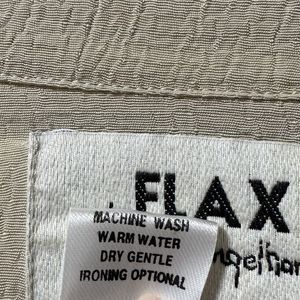 FLAX
MACHINE WASH
WARM WATER
DRY GENTLE
IRONING OPTIONAL